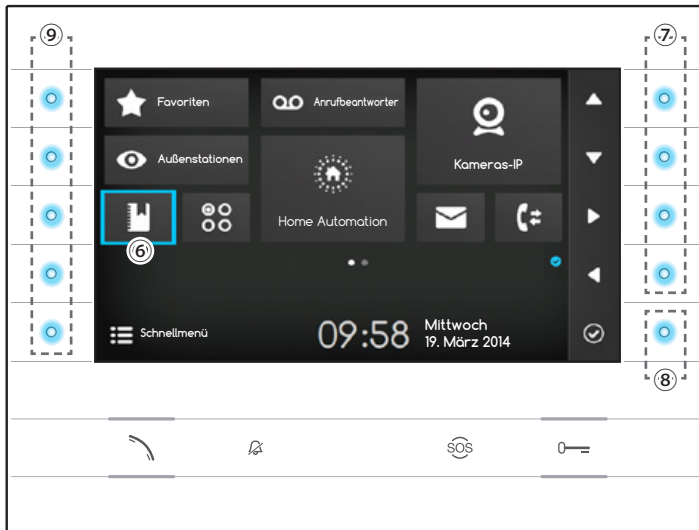 ⑨
⑦
Favoriten
Anrufbeantworter
Außenstationen
Kameras-IP
Home Automation
⑥
Schnellmenü
09:58
Mittwoch
19. März 2014
⑧
SOS